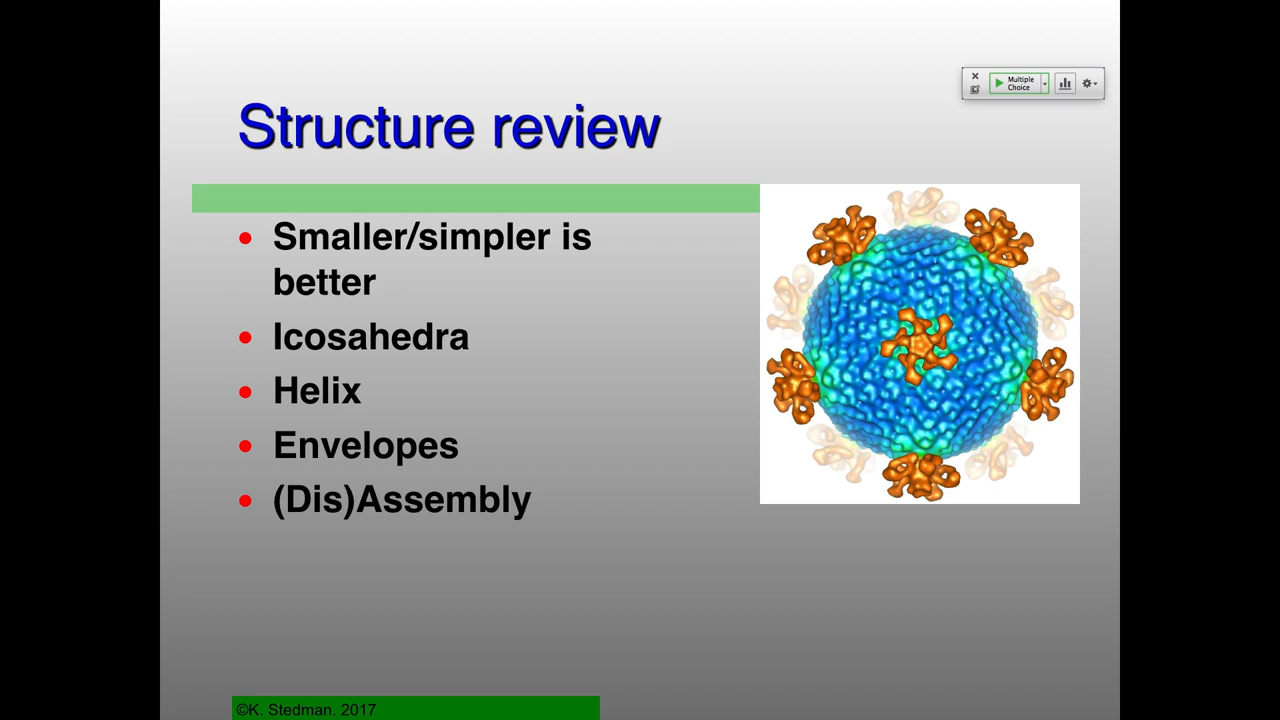 Multiple
Choice
Structure review
Smaller/simpler is
better
Icosahedra
Helix
Envelopes
(Dis)Assembly
©K. Stedman. 2017